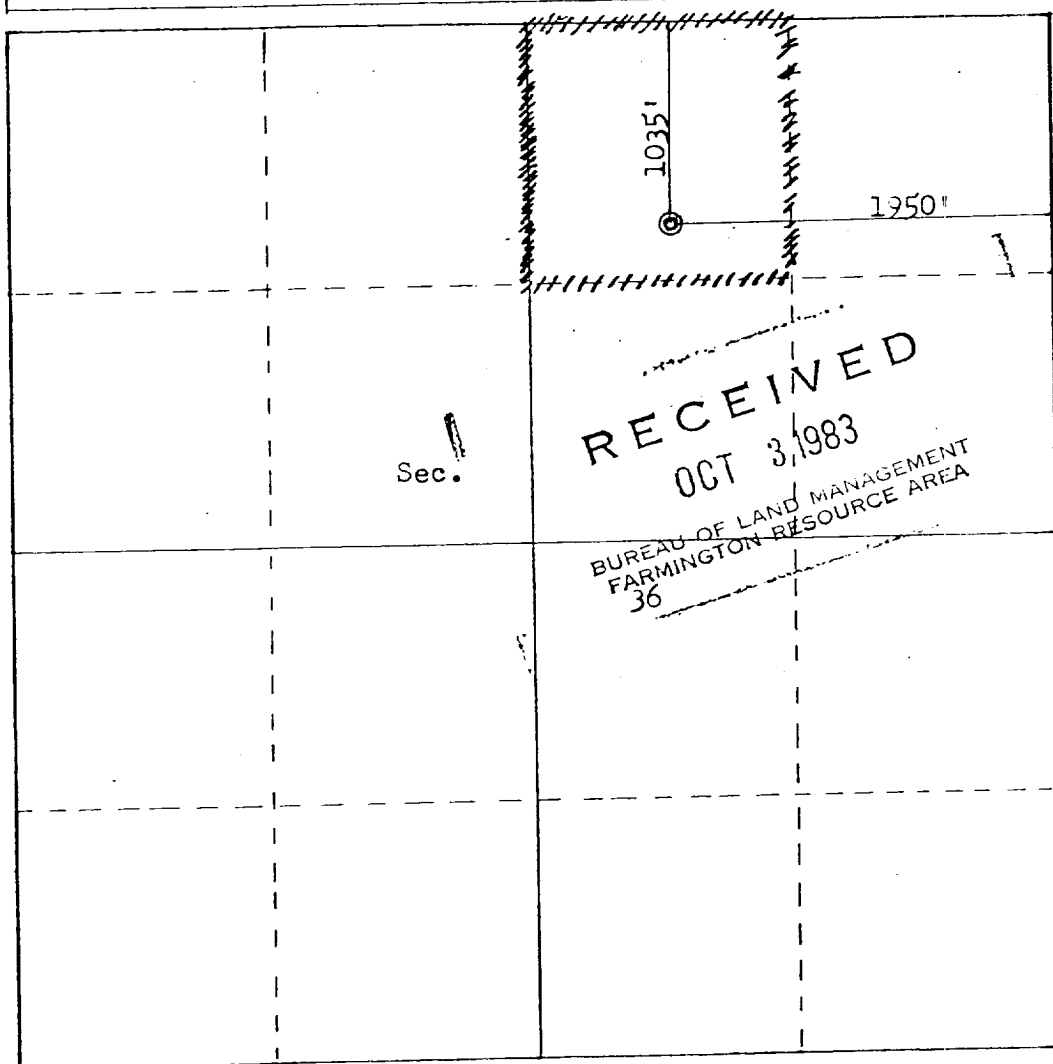 1035'
1950'
RECEIVED
Sec.
OCT 3 1983
BUREAU OF LAND MANAGEMENT
FARMINGTON RESOURCE AREA
36